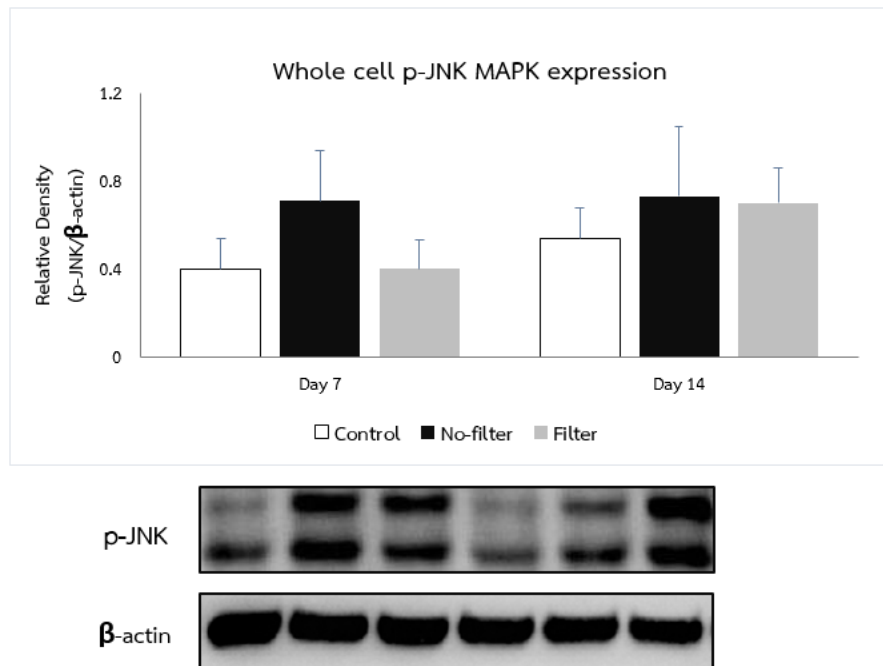 Whole cell p-JNK MAPK expression
Relative Density
(p-JNK/β-actin)
1.2
0.8
0.4
0
Day 7
Day 14
Control
No-filter
Filter
p-JNK
β-actin